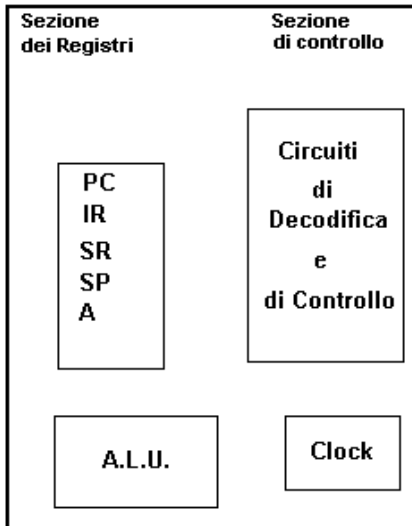 Sezione
dei Registri
Sezione
di controllo
PC
IR
SR
SP
A
Circuiti
di
Decodifica
e
di Controllo
A.L.U.
Clock